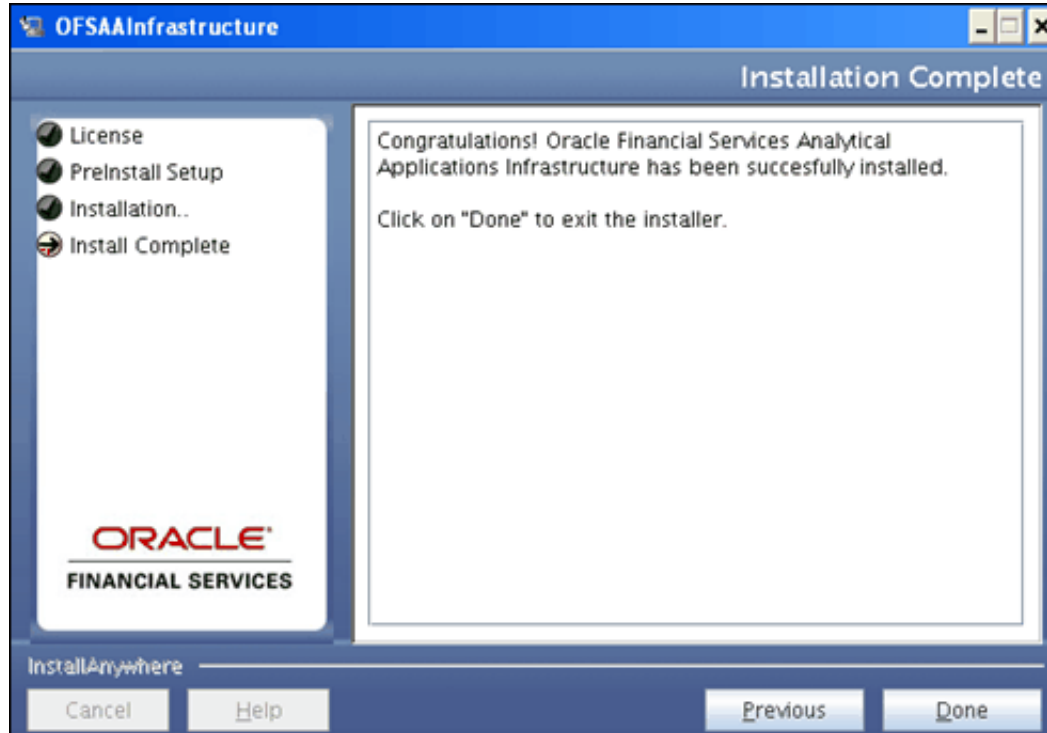 OFSAAInfrastructure
Installation Complete
License
PreInstall Setup
Installation..
Install Complete
Congratulations! Oracle Financial Services Analytical
Applications Infrastructure has been succesfully installed.
Click on "Done" to exit the installer.
ORACLE
FINANCIAL SERVICES
InstallAnywhere
Cancel
Help
Previous
Done